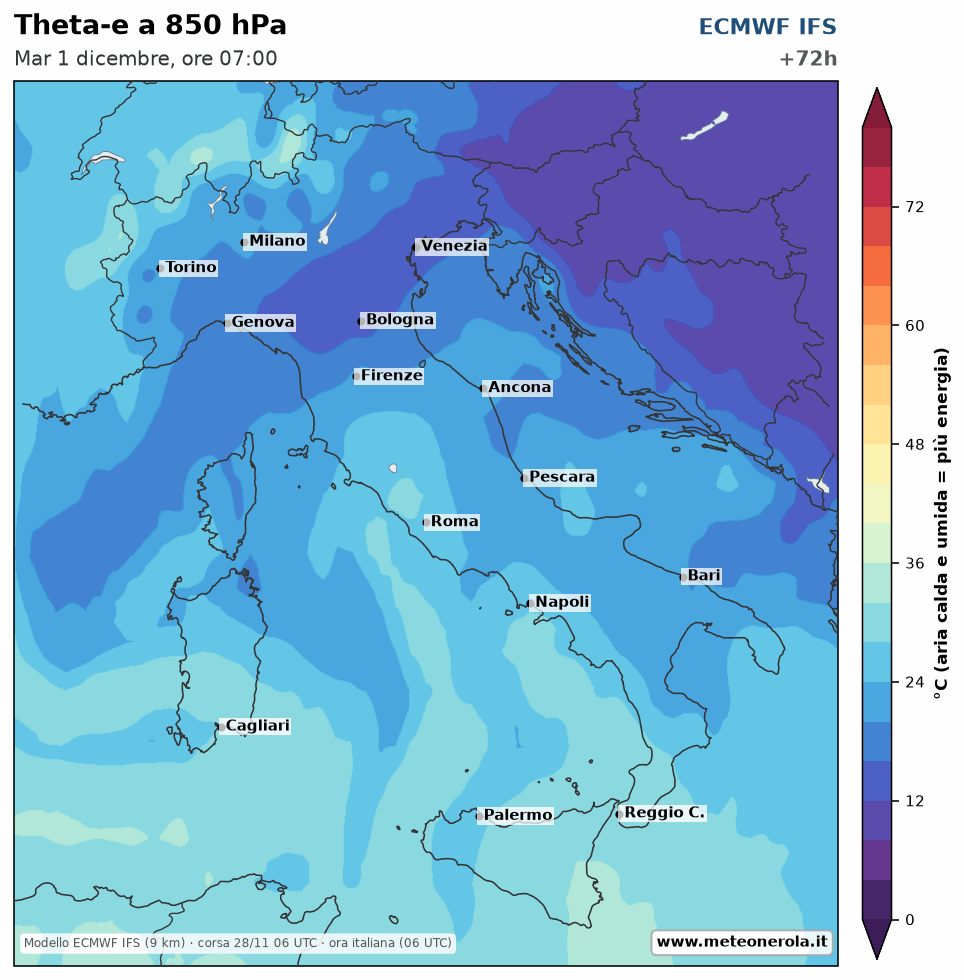 Theta-e a 850 hPa
ECMWF IFS
Mar 1 dicembre, ore 07:00
+72h
Milano
Venezia
Torino
Genova
Bologna
Firenze
Ancona
Pescara
Roma
Bari
Napoli
Cagliari
Palermo
Reggio C.
72
60
48
36
24
12
0
°C (aria calda e umida = più energia)
Modello ECMWF IFS (9 km) · corsa 28/11 06 UTC · ora italiana (06 UTC)
www.meteonerola.it